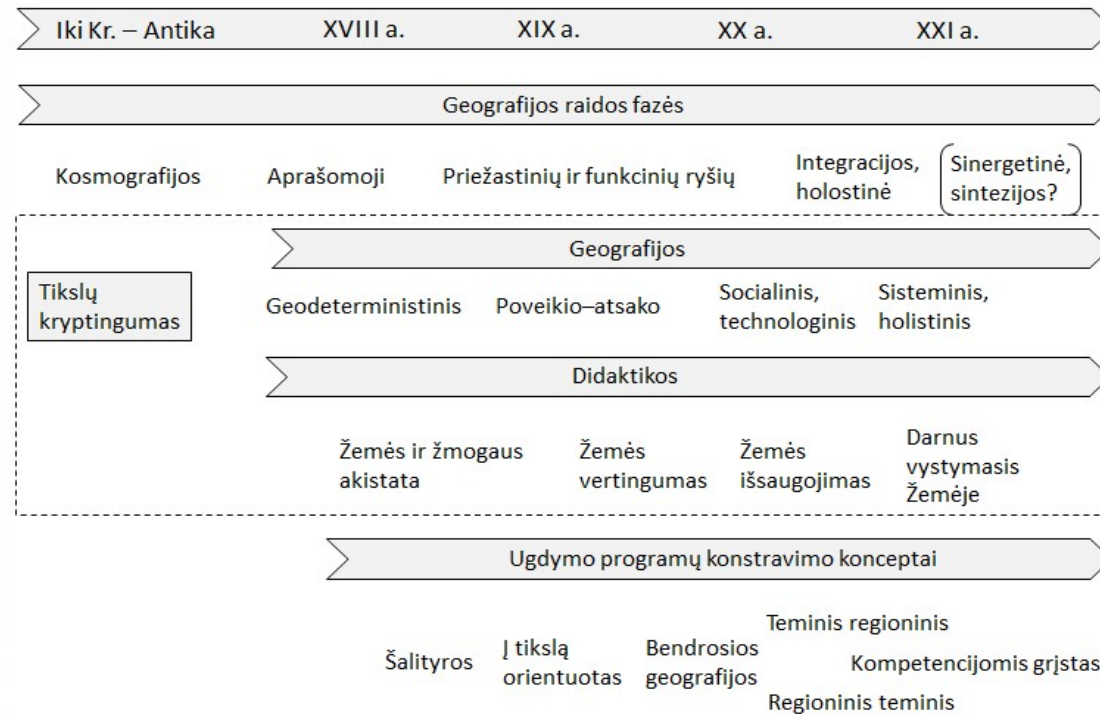 Iki Kr. – Antika XVIII a. XIX a. XX a. XXI a.
Geografijos raidos fazės
Kosmografijos Aprašomoji Priežastinių ir funkcinių ryšių
Integracijos,
holostinė
Sinergetinė,
sintezijos?
Geografijos
Tikslų
kryptingumas
Geodeterministinis Poveikio–atsako
Socialinis,
technologinis
Sisteminis,
holistinis
Didaktikos
Žemės ir žmogaus
akistata
Žemės
vertingumas
Žemės
išsaugojimas
Darnus
vystymasis
Žemėje
Ugdymo programų konstravimo konceptai
Šalityros
Į tikslą
orientuotas
Bendrosios
geografijos
Teminis regioninis
Kompetencijomis grįstas
Regioninis teminis